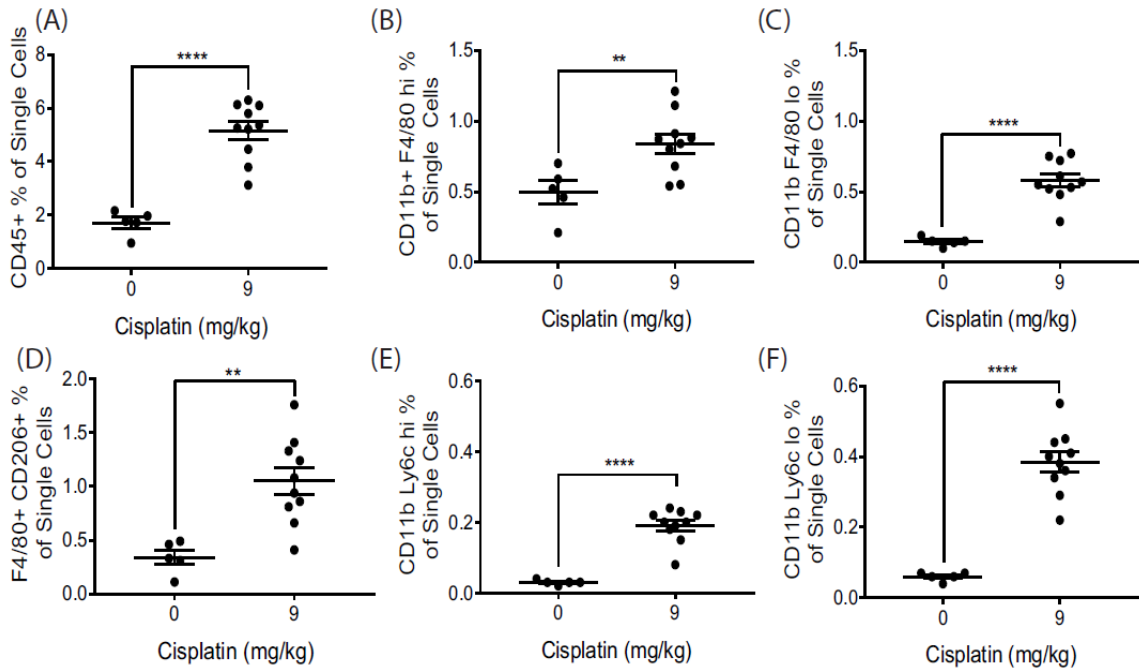 (A)
CD45+ % of Single Cells
8
6
4
2
0
****
0 9
Cisplatin (mg/kg)
(B)
CD11b+ F4/80 hi %
of Single Cells
1.5
1.0
0.5
0.0
**
0 9
Cisplatin (mg/kg)
(C)
CD11b F4/80 lo %
of Single Cells
1.5
1.0
0.5
0.0
****
0 9
Cisplatin (mg/kg)
(D)
F4/80+ CD206+ %
of Single Cells
2.0
1.5
1.0
0.5
0.0
**
0 9
Cisplatin (mg/kg)
(E)
CD11b Ly6c hi %
of Single Cells
0.6
0.4
0.2
0.0
****
0 9
Cisplatin (mg/kg)
(F)
CD11b Ly6c lo %
of Single Cells
0.6
0.4
0.2
0.0
****
0 9
Cisplatin (mg/kg)